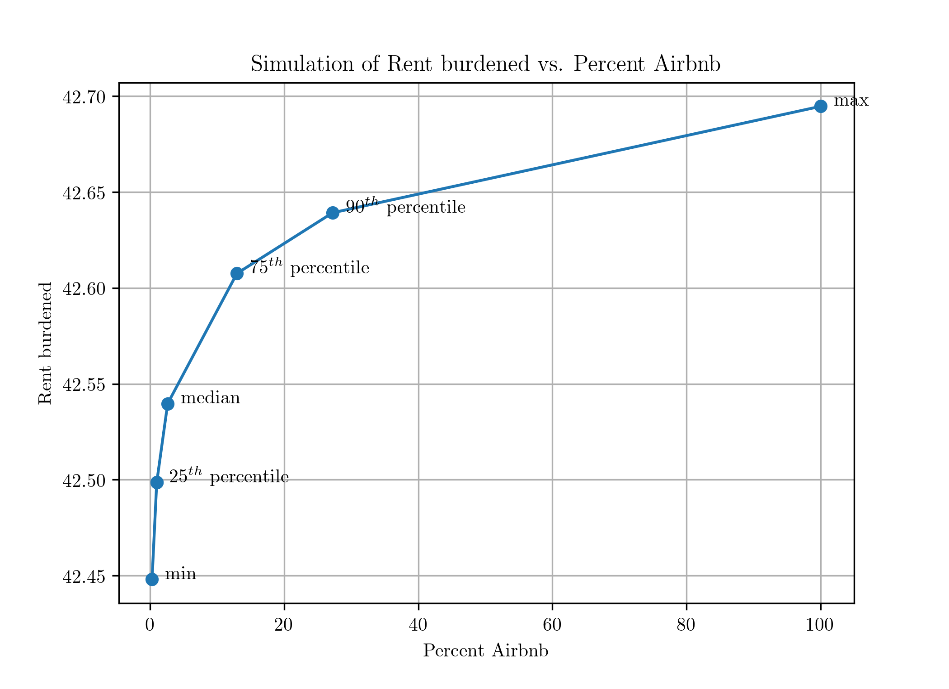 Simulation of Rent burdened vs. Percent Airbnb
42.70
42.65
42.60
42.55
42.50
42.45
Rent burdened
max
90th percentile
75th percentile
median
25th percentile
min
0 20 40 60 80 100
Percent Airbnb